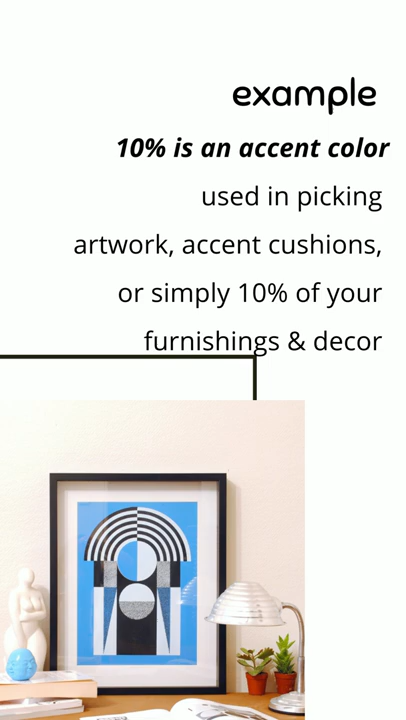 example
10% is an accent color
used in picking
artwork, accent cushions,
or simply 10% of your
furnishings & decor